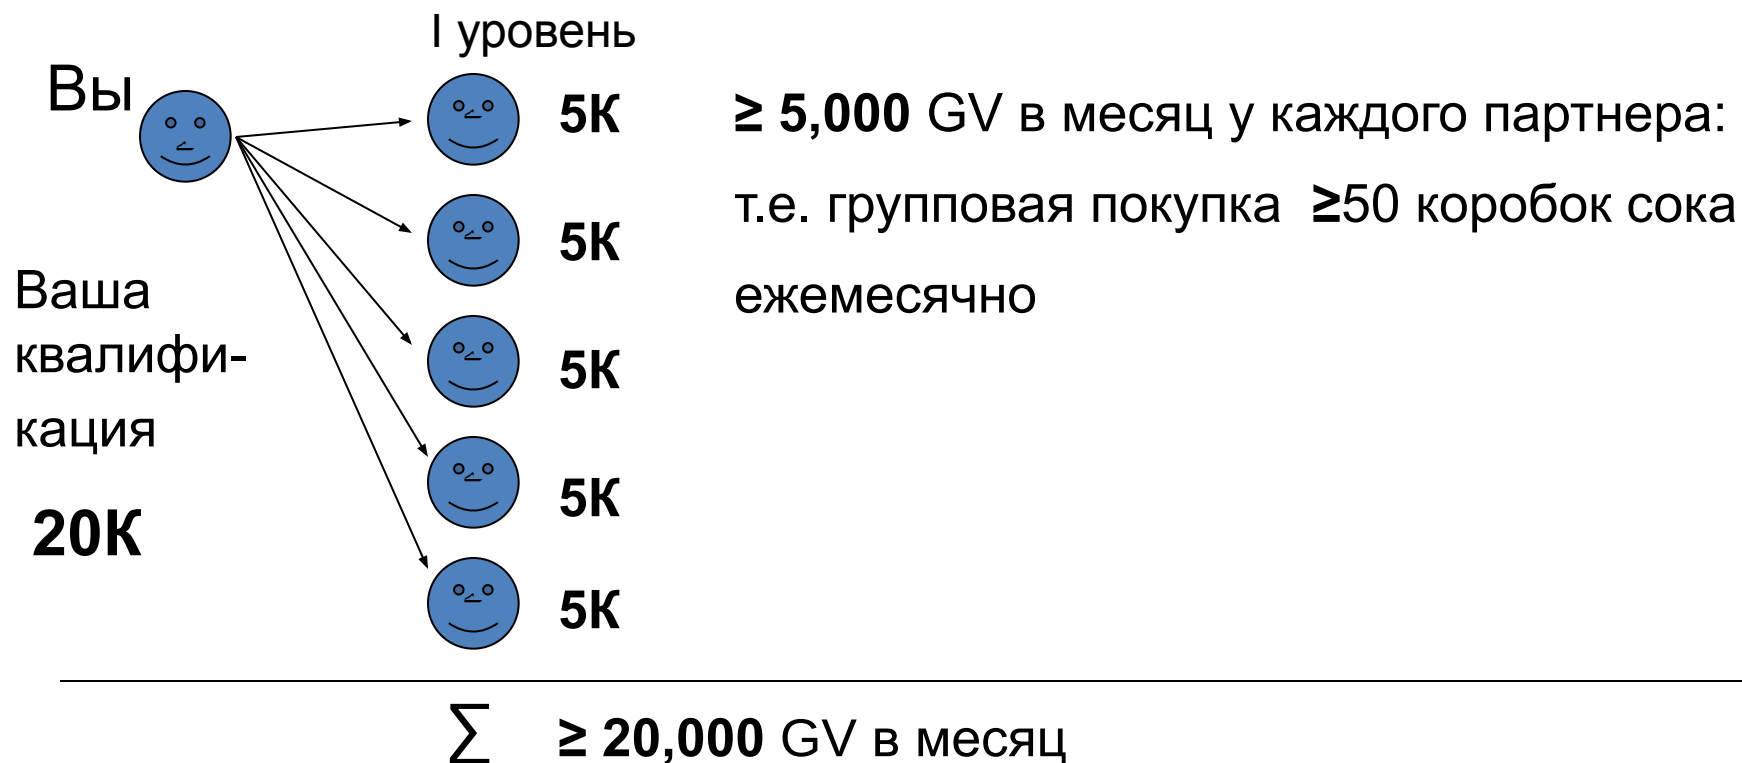 I уровень
Вы
5К
≥ 5,000 GV в месяц у каждого партнера:
т.е. групповая покупка ≥50 коробок сока
ежемесячно
5К
Ваша
квалифи-
кация
20К
5К
5К
5К
∑ ≥ 20,000 GV в месяц